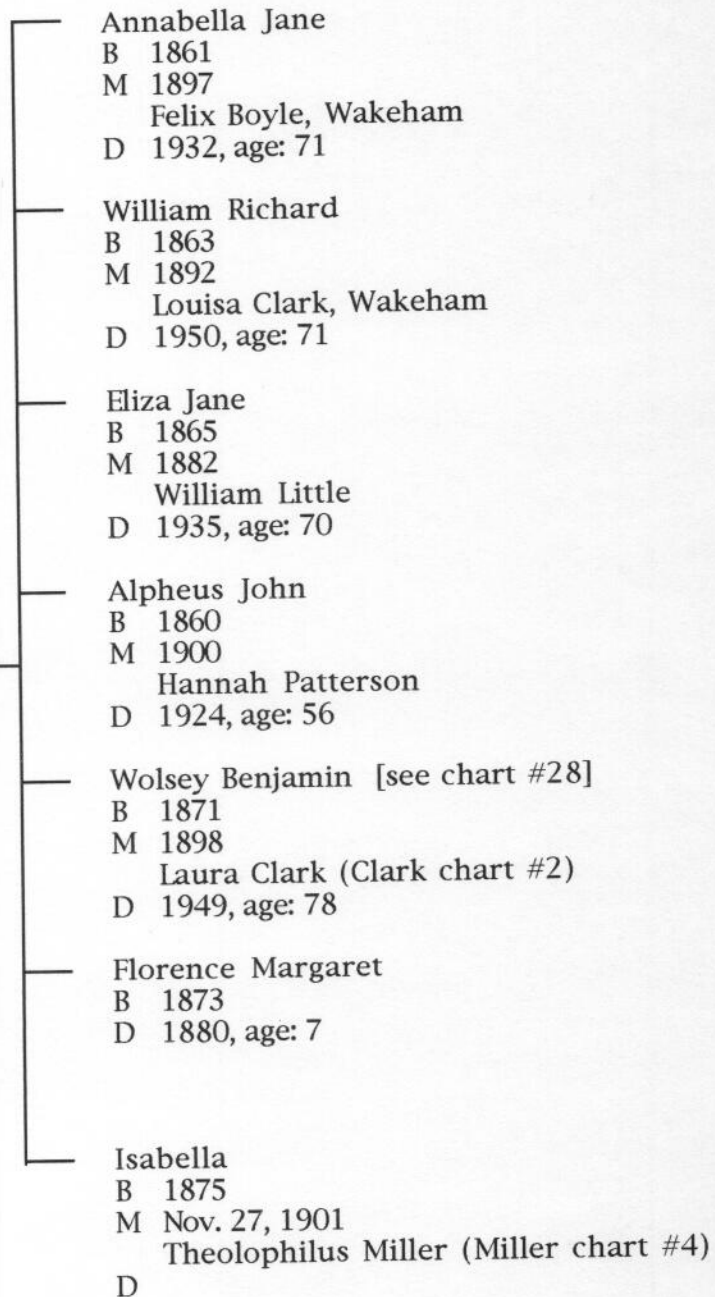 Annabella Jane
B 1861
M 1897
Felix Boyle, Wakeham
D 1932, age: 71
William Richard
B 1863
M 1892
Louisa Clark, Wakeham
D 1950, age: 71
Eliza Jane
B 1865
M 1882
William Little
D 1935, age: 70
Alpheus John
B 1860
M 1900
Hannah Patterson
D 1924, age: 56
Wolsey Benjamin [see chart #28]
B 1871
M 1898
Laura Clark (Clark chart #2)
D 1949, age: 78
Florence Margaret
B 1873
D 1880, age: 7
Isabella
B 1875
M Nov. 27, 1901
Theolophilus Miller (Miller chart #4)
D